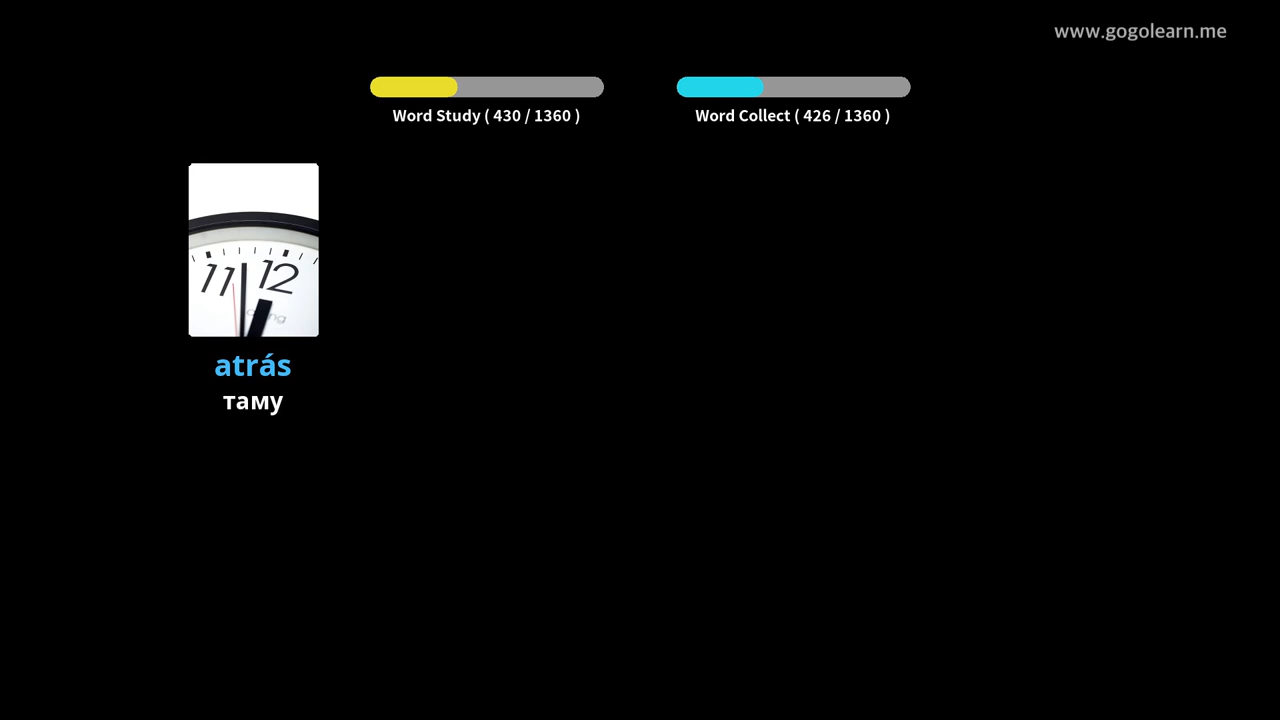 www.gogolearn.me
Word Study ( 430 / 1360 )
Word Collect ( 426 / 1360 )
11 12
atrás
таму